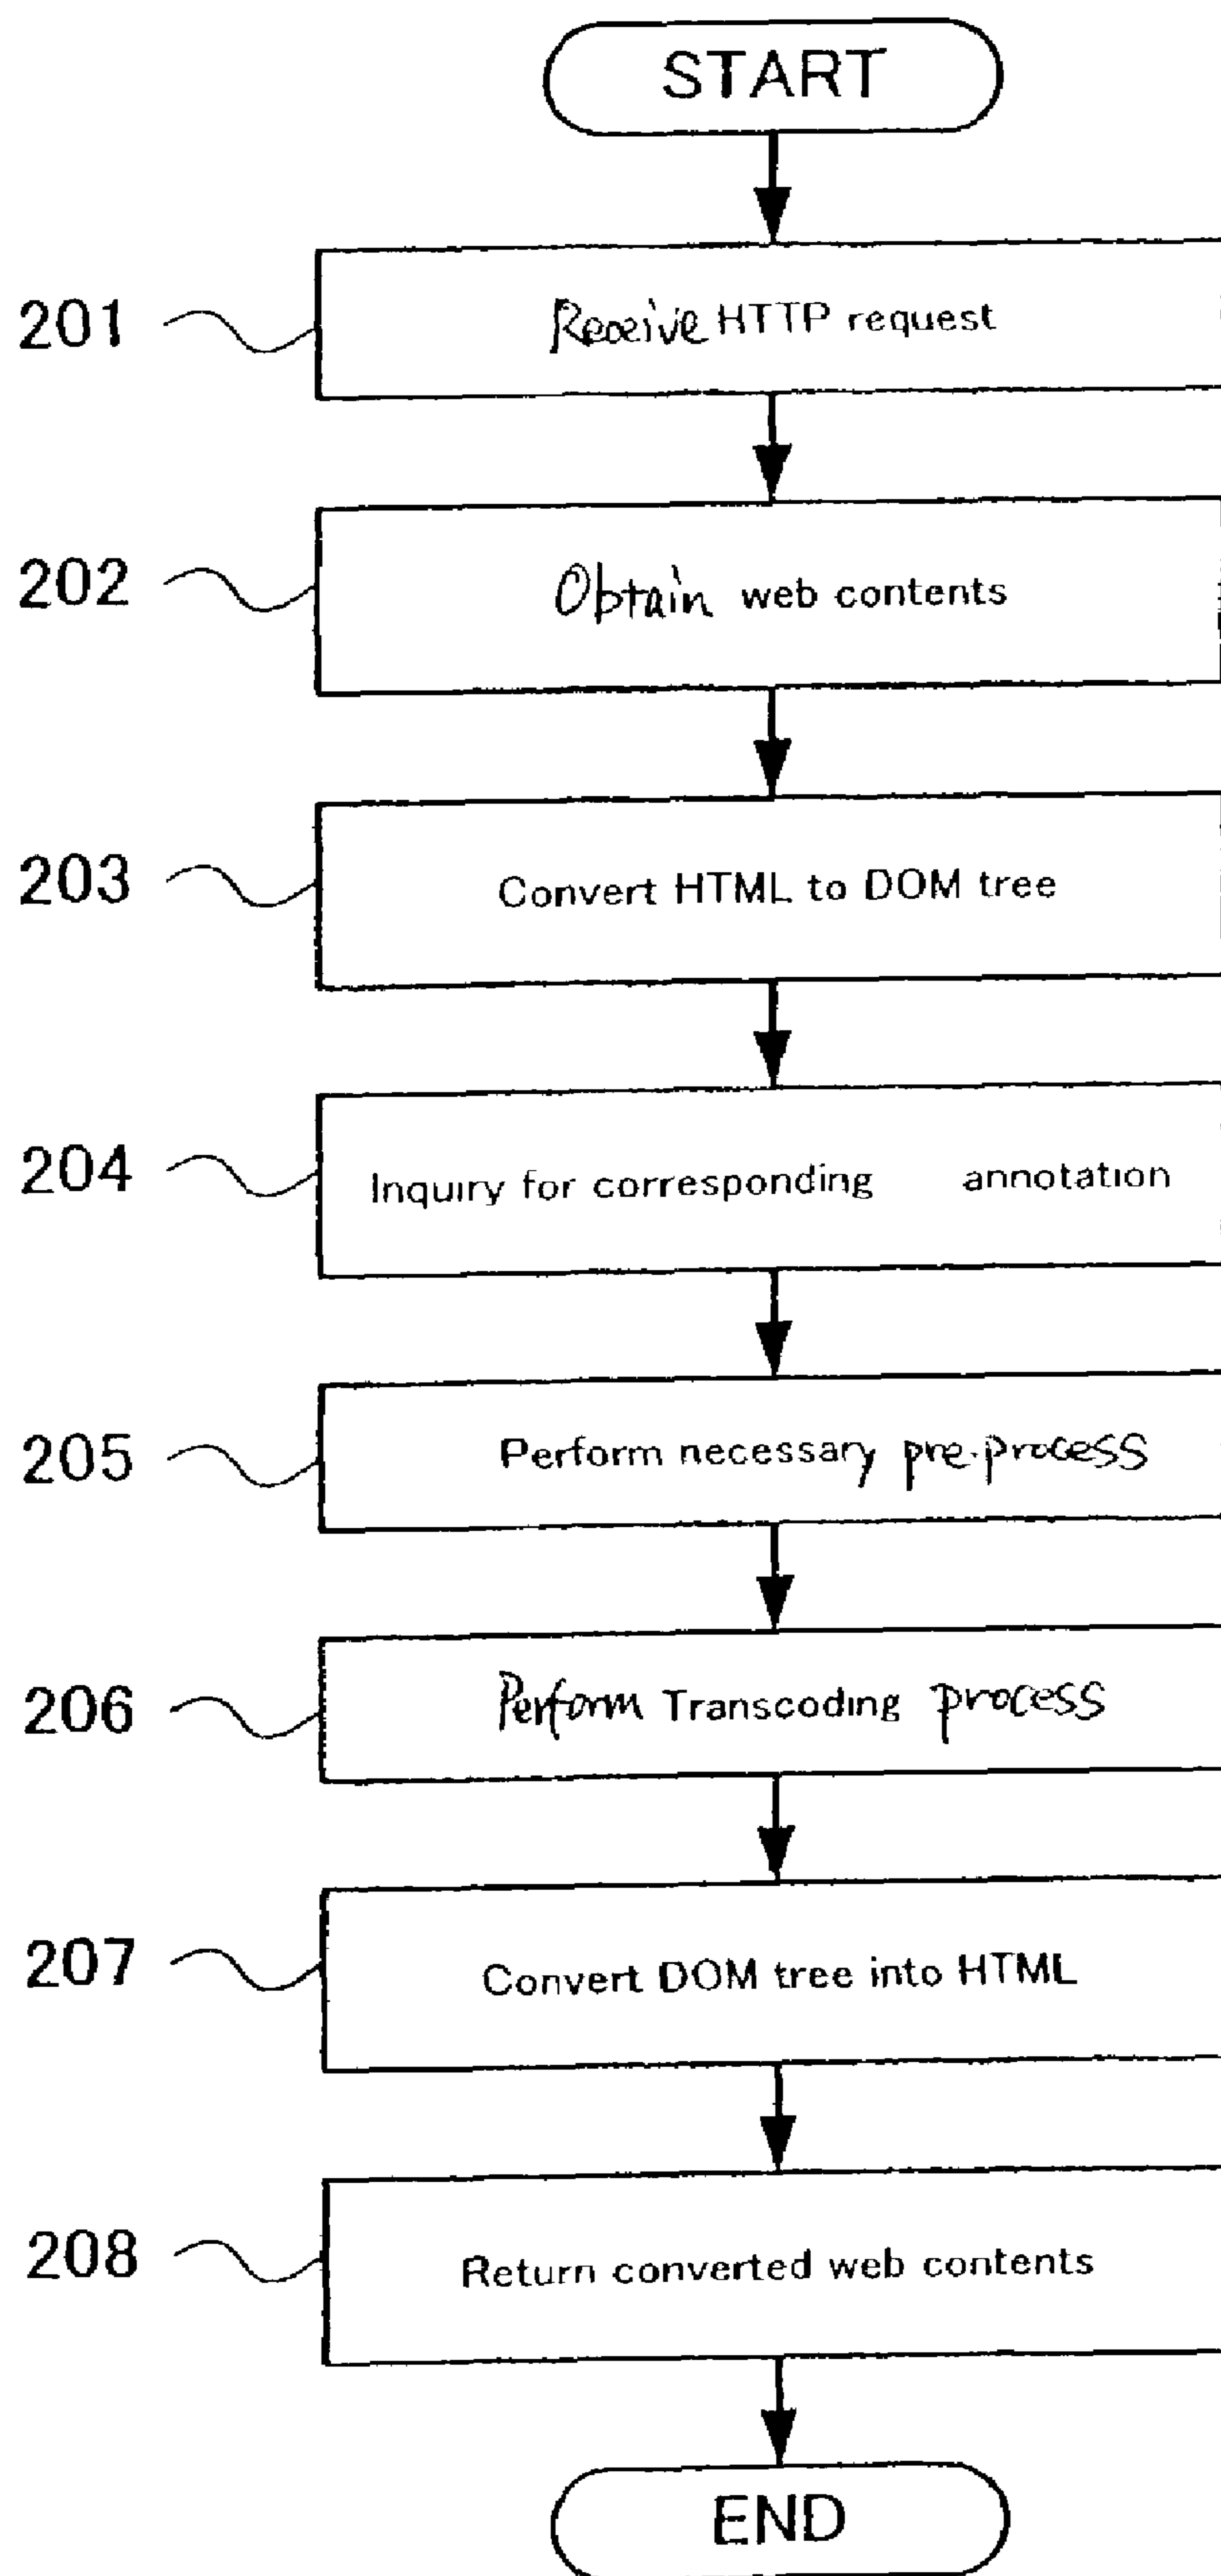 START
201 Receive HTTP request
202 Obtain web contents
203 Convert HTML to DOM tree
204 Inquiry for corresponding annotation
205 Perform necessary pre-process
206 Perform Transcoding process
207 Convert DOM tree into HTML
208 Return converted web contents
END